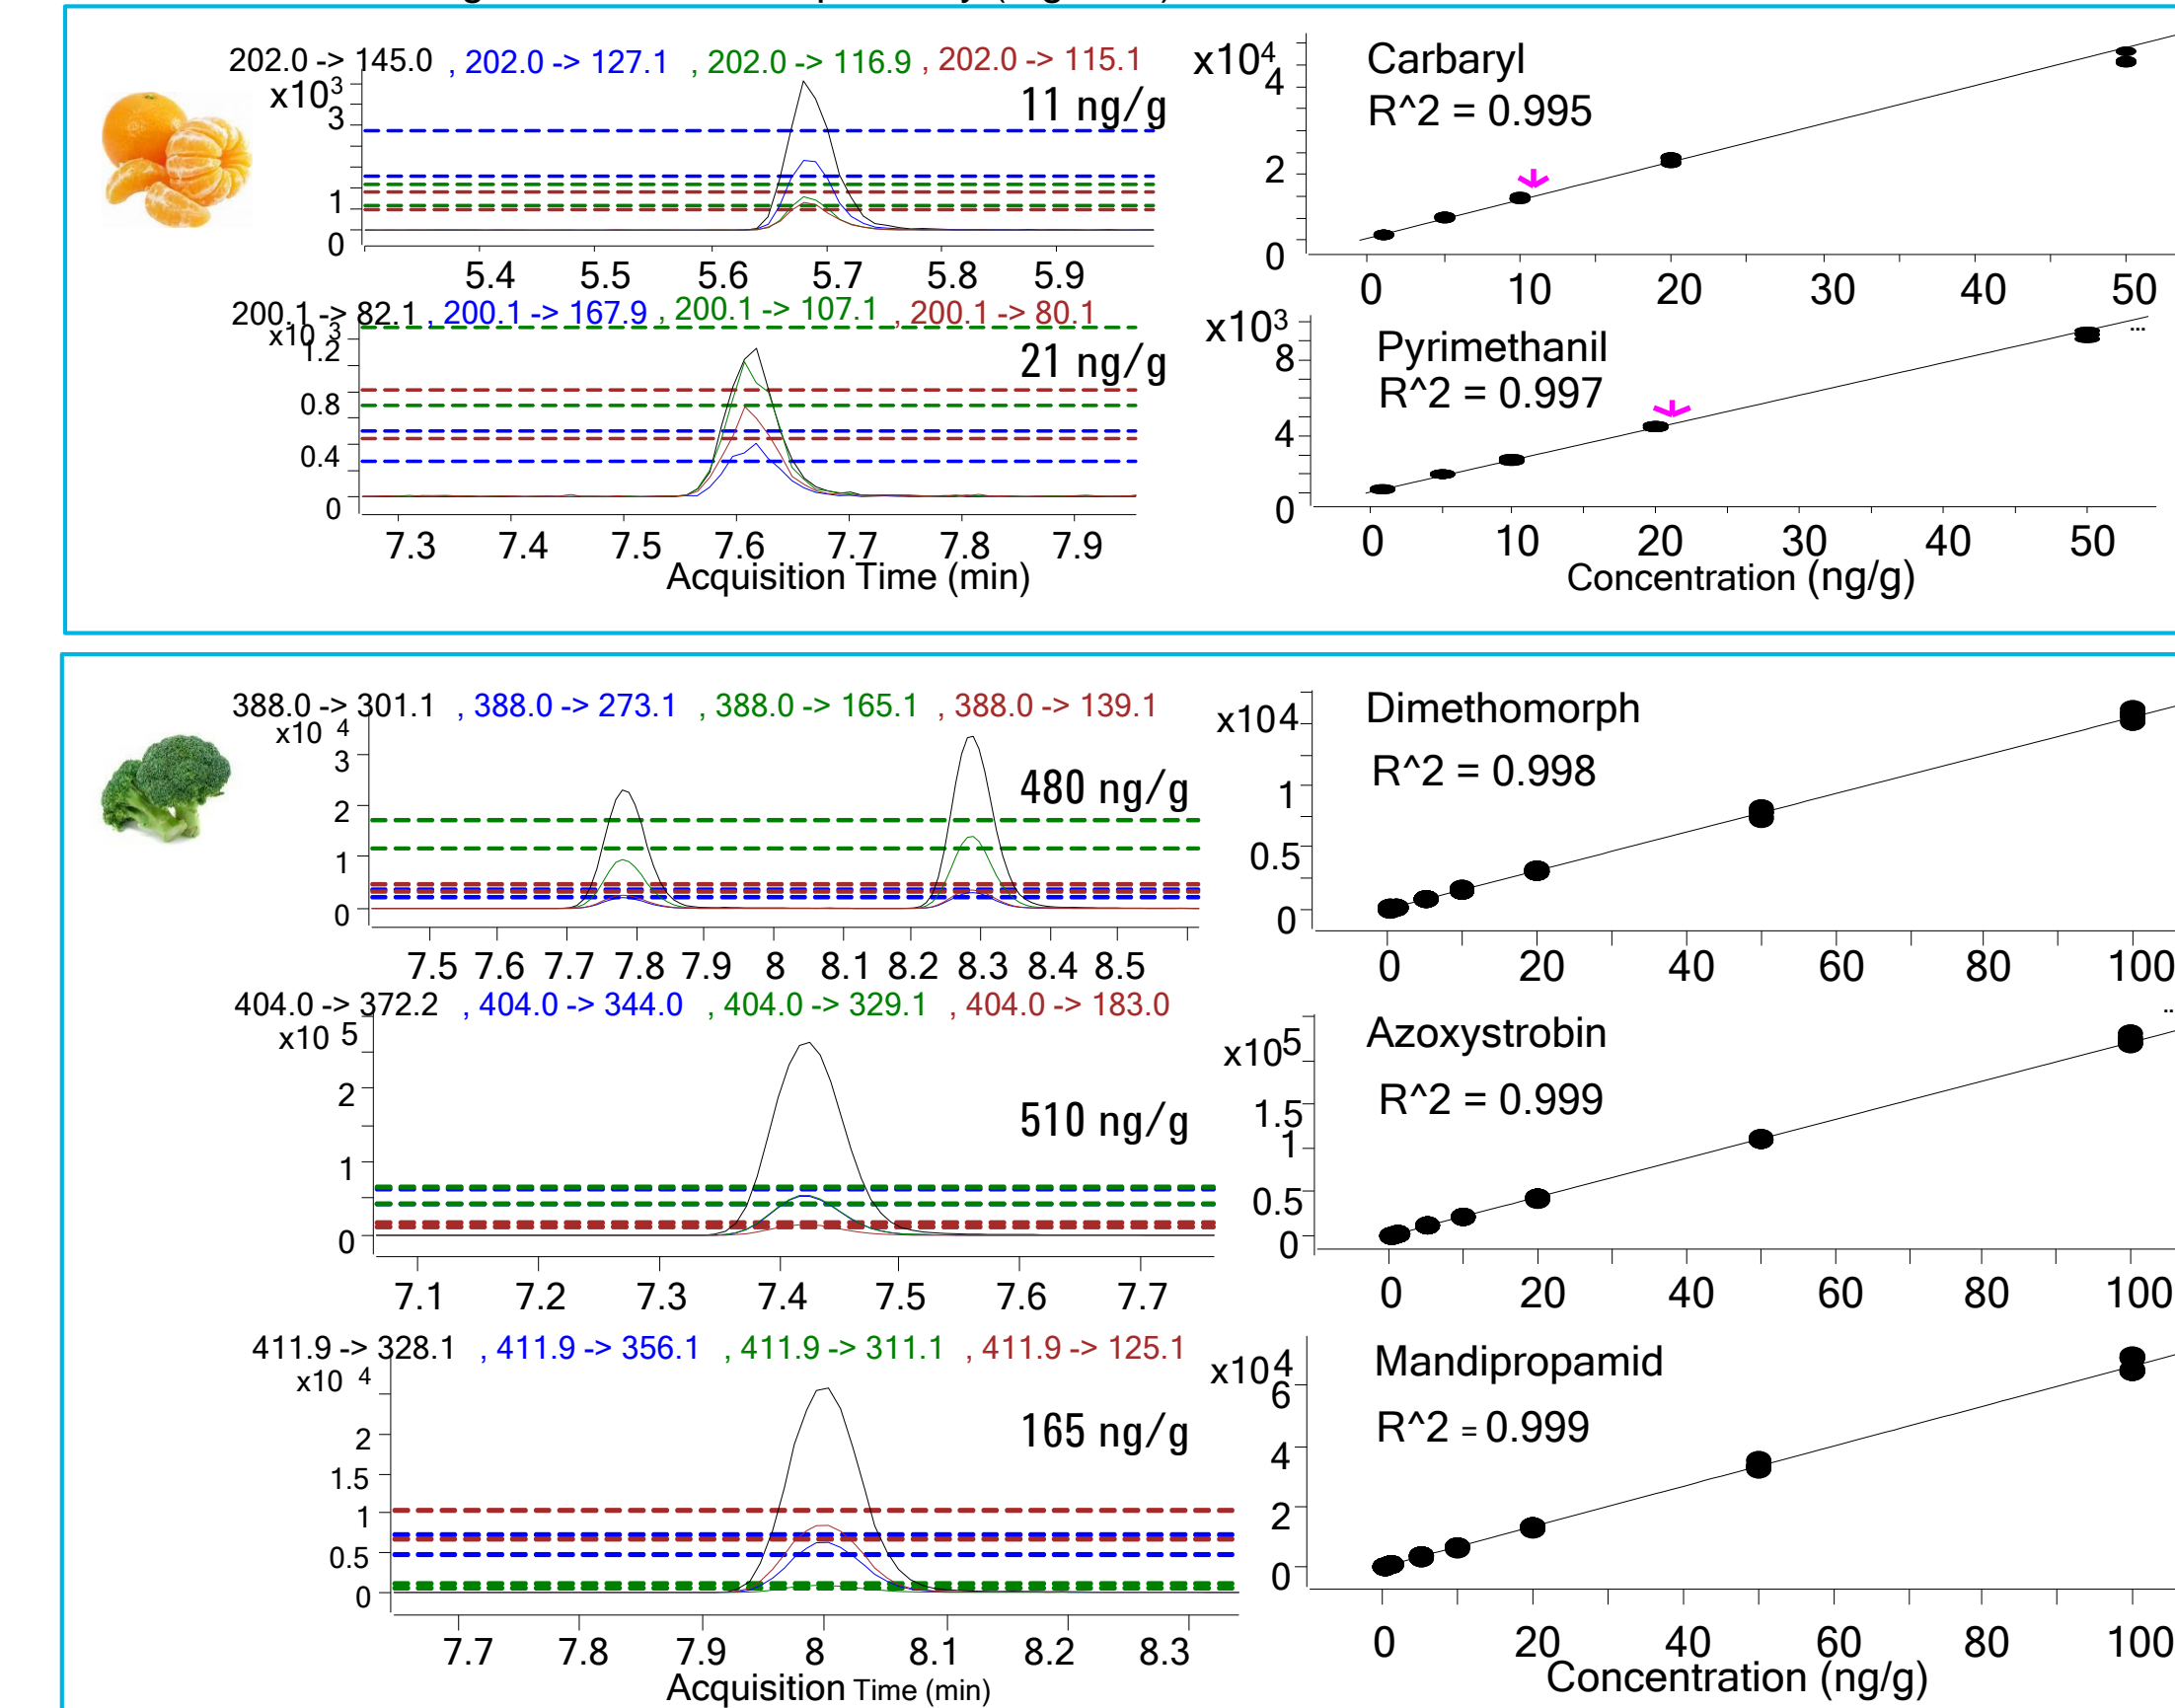 202.0 -> 145.0 , 202.0 -> 127.1 , 202.0 -> 116.9 , 202.0 -> 115.1
x10 3
3
1
0
11 ng/g
5.4 5.5 5.6 5.7 5.8 5.9
x10 4
4
2
0
Carbaryl
R^2 = 0.995
0 10 20 30 40 50
200.1 -> 82.1 , 200.1 -> 167.9 , 200.1 -> 107.1 , 200.1 -> 80.1
x10 3
1.2
0.8
0.4
0
21 ng/g
7.3 7.4 7.5 7.6 7.7 7.8 7.9
Acquisition Time (min)
x10 3
8
4
0
Pyrimethanil
R^2 = 0.997
...
0 10 20 30 40 50
Concentration (ng/g)
388.0 -> 301.1 , 388.0 -> 273.1 , 388.0 -> 165.1 , 388.0 -> 139.1
x10 4
3
2
1
0
480 ng/g
7.5 7.6 7.7 7.8 7.9 8 8.1 8.2 8.3 8.4 8.5
x104
1
0.5
0
Dimethomorph
R^2 = 0.998
0 20 40 60 80 100
404.0 -> 372.2 , 404.0 -> 344.0 , 404.0 -> 329.1 , 404.0 -> 183.0
x10 5
2
1
0
510 ng/g
7.1 7.2 7.3 7.4 7.5 7.6 7.7
x10 5
1.5
1
0.5
0
Azoxystrobin
R^2 = 0.999
0 20 40 60 80 100
411.9 -> 328.1 , 411.9 -> 356.1 , 411.9 -> 311.1 , 411.9 -> 125.1
x10 4
2
1.5
1
0.5
0
165 ng/g
7.7 7.8 7.9 8 8.1 8.2 8.3
Acquisition Time (min)
x10 4
6
4
2
0
Mandipropamid
R^2 = 0.999
0 20 40 60 80 100
Concentration (ng/g)